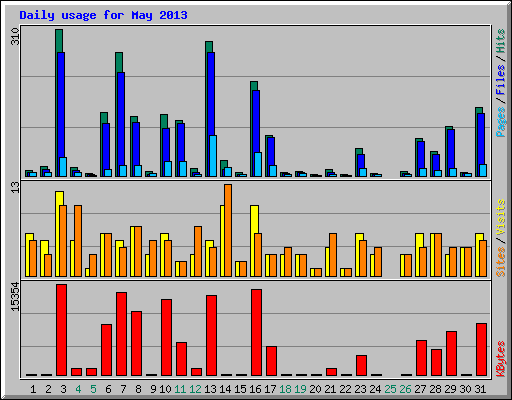 Daily usage for May 2013
310
Pages / Files / Hits
13
Sites / Visits
15354
KBytes
1 2 3 4 5 6 7 8 9 10 11 12 13 14 15 16 17 18 19 20 21 22 23 24 25 26 27 28 29 30 31